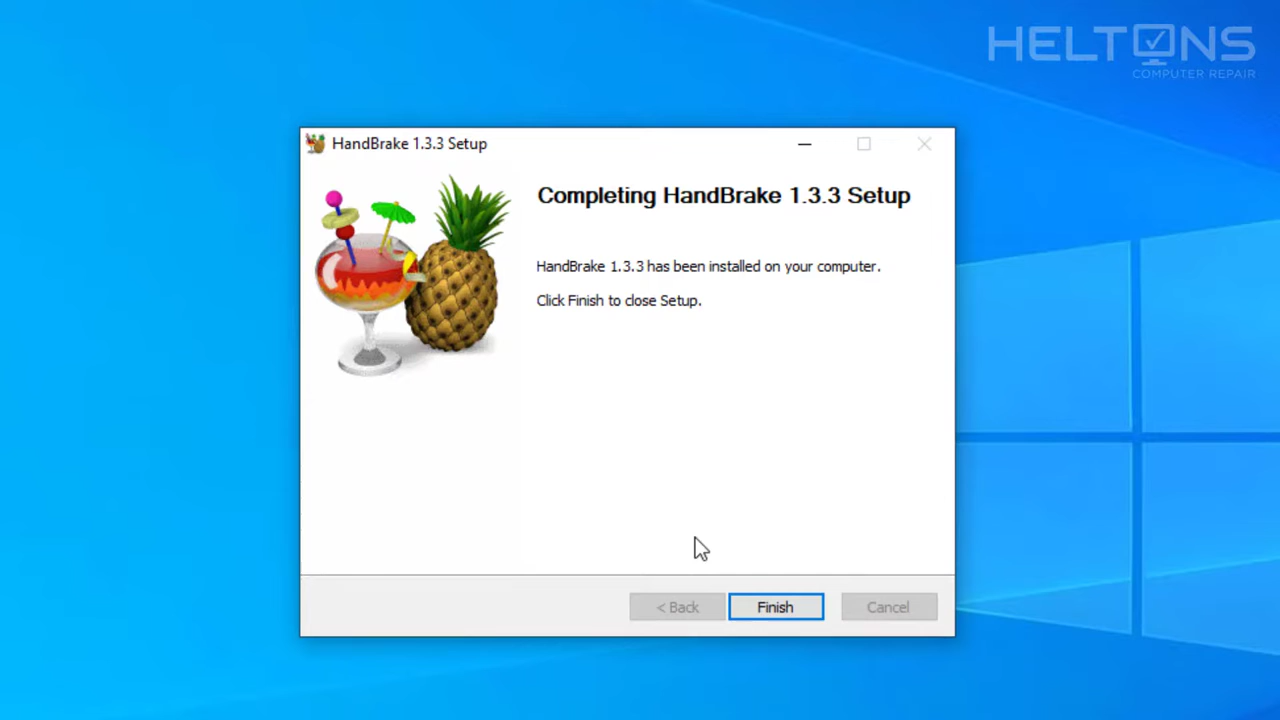 HELTONS
COMPUTER REPAIR
HandBrake 1.3.3 Setup
Completing HandBrake 1.3.3 Setup
HandBrake 1.3.3 has been installed on your computer.
Click Finish to close Setup.
< Back
Finish
Cancel